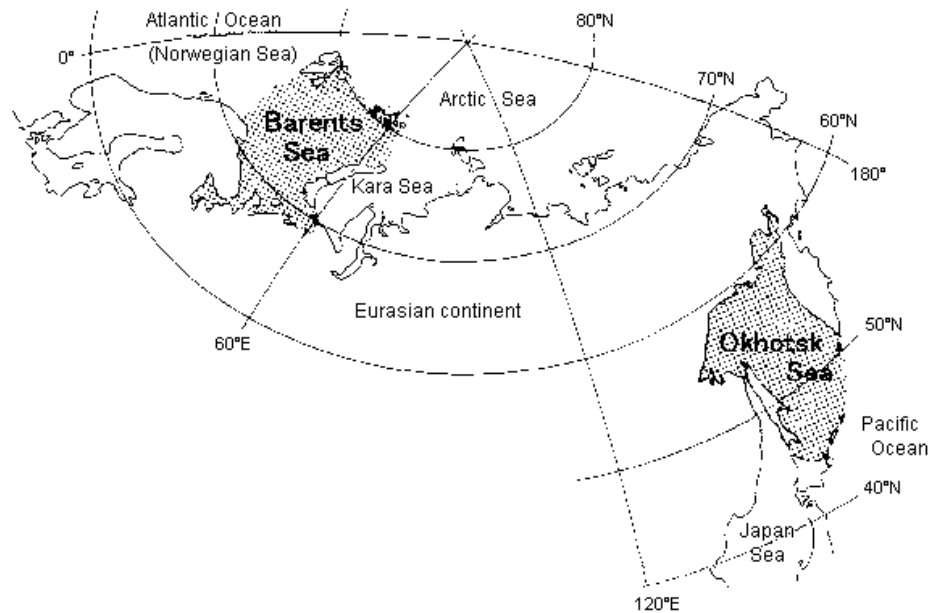 Atlantic Ocean
(Norwegian Sea)
0°
80°N
Arctic Sea
70°N
60°N
180°
Barents
Sea
Kara Sea
Eurasian continent
60°E
50°N
Okhotsk
Sea
Pacific
Ocean
40°N
Japan
Sea
120°E